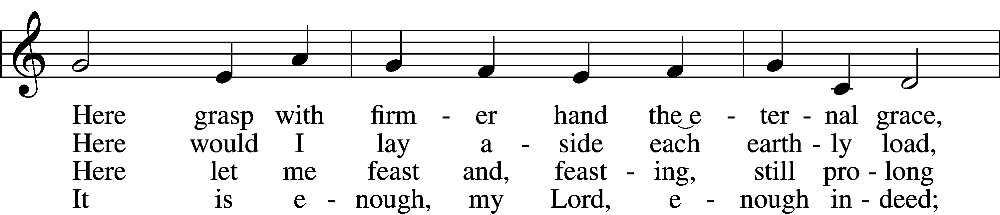 Here grasp with firm - er hand the e - ter - nal grace,
Here would I lay a - side each earth - ly load,
Here let me feast and, feast - ing, still pro - long
It is e - nough, my Lord, e - nough in - deed;